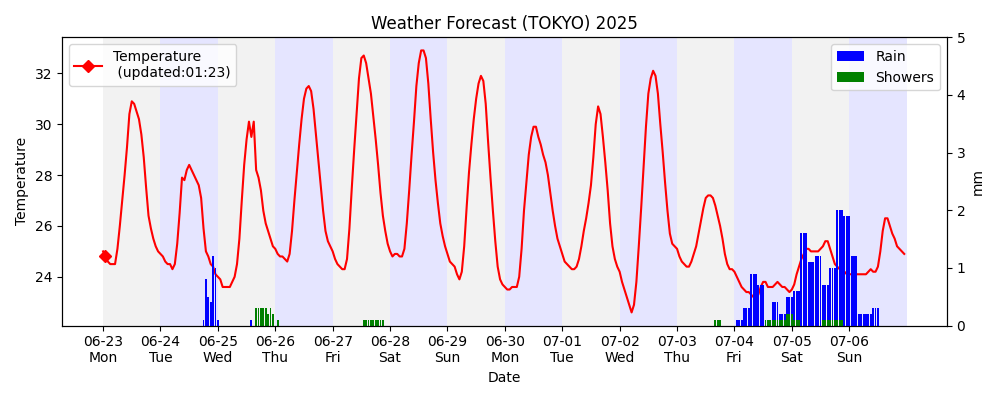 Weather Forecast (TOKYO) 2025
Temperature
(updated:01:23)
Rain
Showers
Temperature
32
30
28
26
24
5
4
3
2
1
0
mm
06-23 06-24 06-25 06-26 06-27 06-28 06-29 06-30 07-01 07-02 07-03 07-04 07-05 07-06
Mon Tue Wed Thu Fri Sat Sun Mon Tue Wed Thu Fri Sat Sun
Date